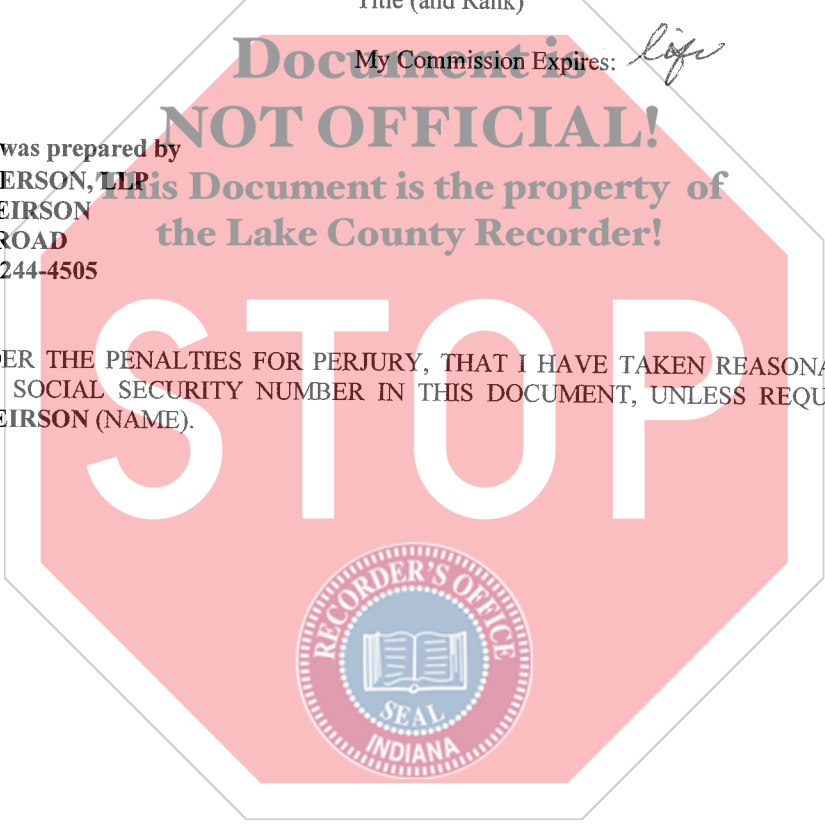 Title (and Rank)
My Commission Expires: life
Document is
NOT OFFICIAL!
This Document is the property of
the Lake County Recorder!
was prepared by
ERSON, LLP
EIRSON
ROAD
244-4505
STOP
ER THE PENALTIES FOR PERJURY, THAT I HAVE TAKEN REASONA
SOCIAL SECURITY NUMBER IN THIS DOCUMENT, UNLESS REQU
EIRSON (NAME).
RECORDER'S OFFICE
SEAL
INDIANA